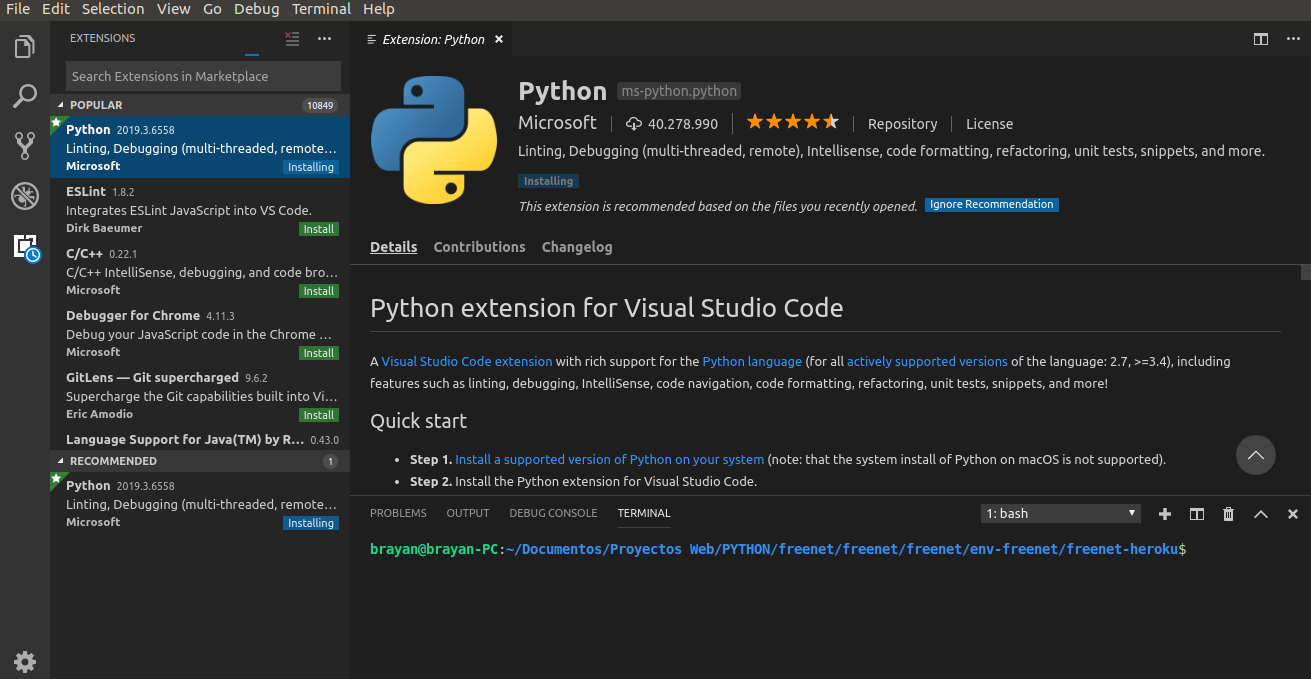 File Edit Selection View Go Debug Terminal Help
EXTENSIONS
Search Extensions in Marketplace
POPULAR 10849
Python 2019.3.6558
Linting, Debugging (multi-threaded, remote...
Microsoft Installing
ESLint 1.8.2
Integrates ESLint JavaScript into VS Code.
Dirk Baeumer Install
C/C++ 0.22.1
C/C++ IntelliSense, debugging, and code bro...
Microsoft Install
Debugger for Chrome 4.11.3
Debug your JavaScript code in the Chrome ...
Microsoft Install
GitLens — Git supercharged 9.6.2
Supercharge the Git capabilities built into Vi...
Eric Amodio Install
Language Support for Java(TM) by R... 0.43.0
RECOMMENDED 1
Python 2019.3.6558
Linting, Debugging (multi-threaded, remote...
Microsoft Installing
Extension: Python
Python ms-python.python
Microsoft 40.278.990 Repository License
Linting, Debugging (multi-threaded, remote), Intellisense, code formatting, refactoring, unit tests, snippets, and more.
Installing
This extension is recommended based on the files you recently opened. Ignore Recommendation
Details Contributions Changelog
Python extension for Visual Studio Code
A Visual Studio Code extension with rich support for the Python language (for all actively supported versions of the language: 2.7, >=3.4), including
features such as linting, debugging, IntelliSense, code navigation, code formatting, refactoring, unit tests, snippets, and more!
Quick start
• Step 1. Install a supported version of Python on your system (note: that the system install of Python on macOS is not supported).
• Step 2. Install the Python extension for Visual Studio Code.
PROBLEMS OUTPUT DEBUG CONSOLE TERMINAL 1: bash
brayan@brayan-PC:~/Documentos/Proyectos Web/PYTHON/freenet/freenet/freenet/env-freenet/freenet-heroku$